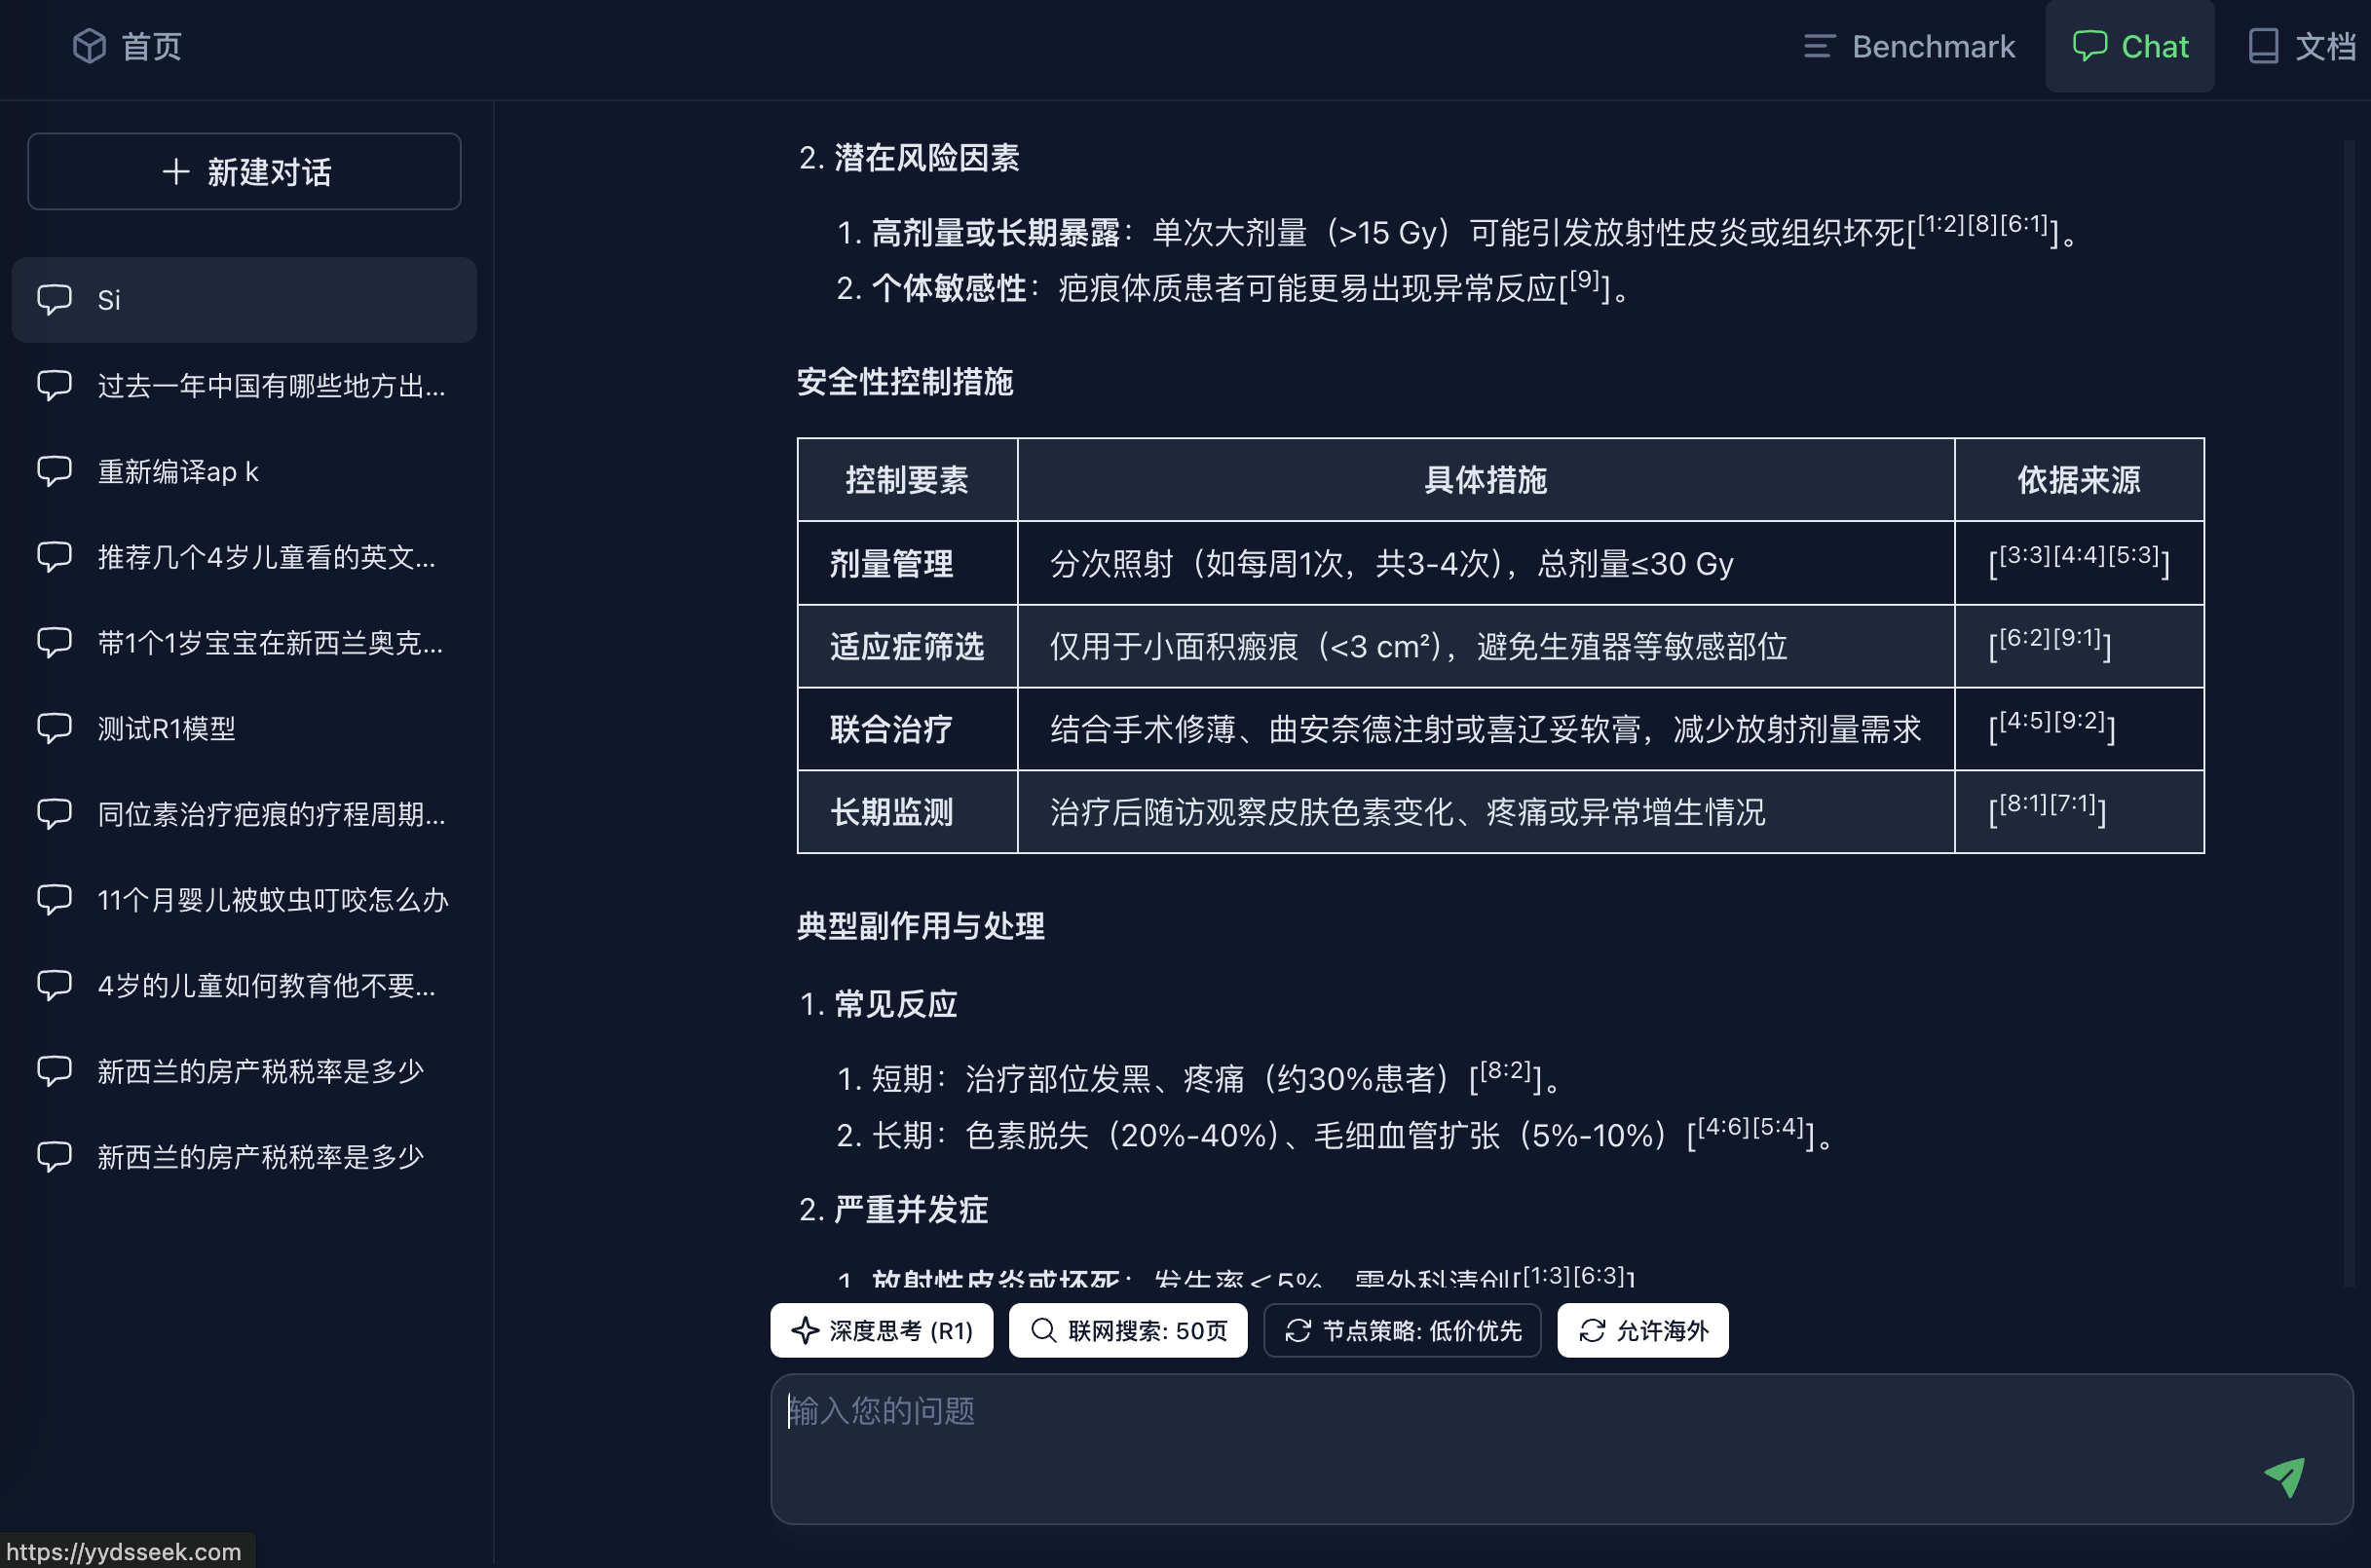 首页
Benchmark
Chat
文档
新建对话
Si
过去一年中国有哪些地方出...
重新编译ap k
推荐几个4岁儿童看的英文...
带1个1岁宝宝在新西兰奥克...
测试R1模型
同位素治疗疤痕的疗程周期...
11个月婴儿被蚊虫叮咬怎么办
4岁的儿童如何教育他不要...
新西兰的房产税税率是多少
新西兰的房产税税率是多少
2. 潜在风险因素
1. 高剂量或长期暴露：单次大剂量（>15 Gy）可能引发放射性皮炎或组织坏死[[1:2][8][6:1]]。
2. 个体敏感性：疤痕体质患者可能更易出现异常反应[[9]]。
安全性控制措施
控制要素 具体措施 依据来源
剂量管理 分次照射（如每周1次，共3-4次），总剂量≤30 Gy [[3:3][4:4][5:3]]
适应症筛选 仅用于小面积瘢痕（<3 cm²），避免生殖器等敏感部位 [[6:2][9:1]]
联合治疗 结合手术修薄、曲安奈德注射或喜辽妥软膏，减少放射剂量需求 [[4:5][9:2]]
长期监测 治疗后随访观察皮肤色素变化、疼痛或异常增生情况 [[8:1][7:1]]
典型副作用与处理
1. 常见反应
1. 短期：治疗部位发黑、疼痛（约30%患者）[[8:2]]。
2. 长期：色素脱失（20%-40%）、毛细血管扩张（5%-10%）[[4:6][5:4]]。
2. 严重并发症
1. 放射性皮炎或坏死：发生率<5%，需外科清创[[1:3][6:3]]
深度思考 (R1)
联网搜索: 50页
节点策略: 低价优先
允许海外
输入您的问题
https://yydsseek.com